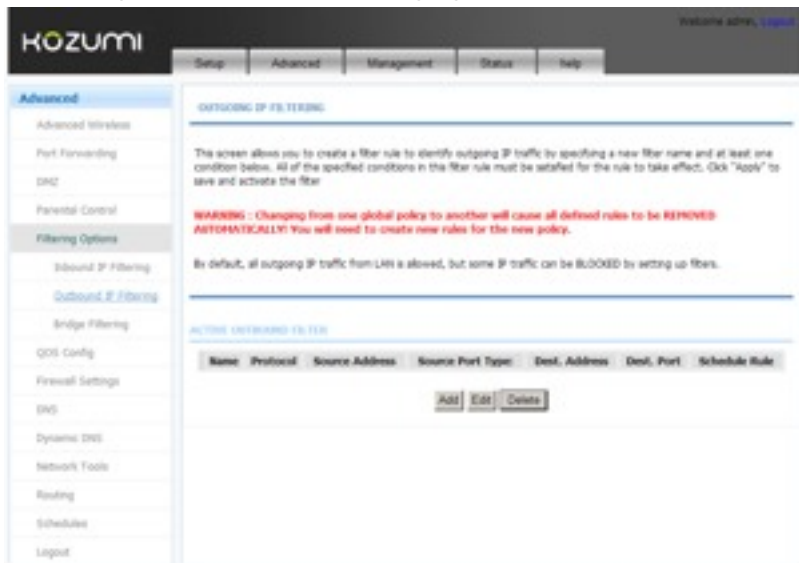 Welcome admin, Logout
KOZUMI
Setup Advanced Management Status help
Advanced
Advanced Wireless
Port Forwarding
DMZ
Parental Control
Filtering Options
Inbound IP Filtering
Outbound IP Filtering
Bridge Filtering
QOS Config
Firewall Settings
DNS
Dynamic DNS
Network Tools
Routing
Schedules
Logout
OUTGOING IP FILTERING
This screen allows you to create a filter rule to identify outgoing IP traffic by specifying a new filter name and at least one
condition below. All of the specified conditions in this filter rule must be satisfied for the rule to take effect. Click "Apply" to
save and activate the filter
WARNING : Changing from one global policy to another will cause all defined rules to be REMOVED
AUTOMATICALLY! You will need to create new rules for the new policy.
By default, all outgoing IP traffic from LAN is allowed, but some IP traffic can be BLOCKED by setting up filters.
ACTIVE OUTBOUND FILTER
Name Protocol Source Address Source Port Type: Dest. Address Dest. Port Schedule Rule
Add Edit Delete